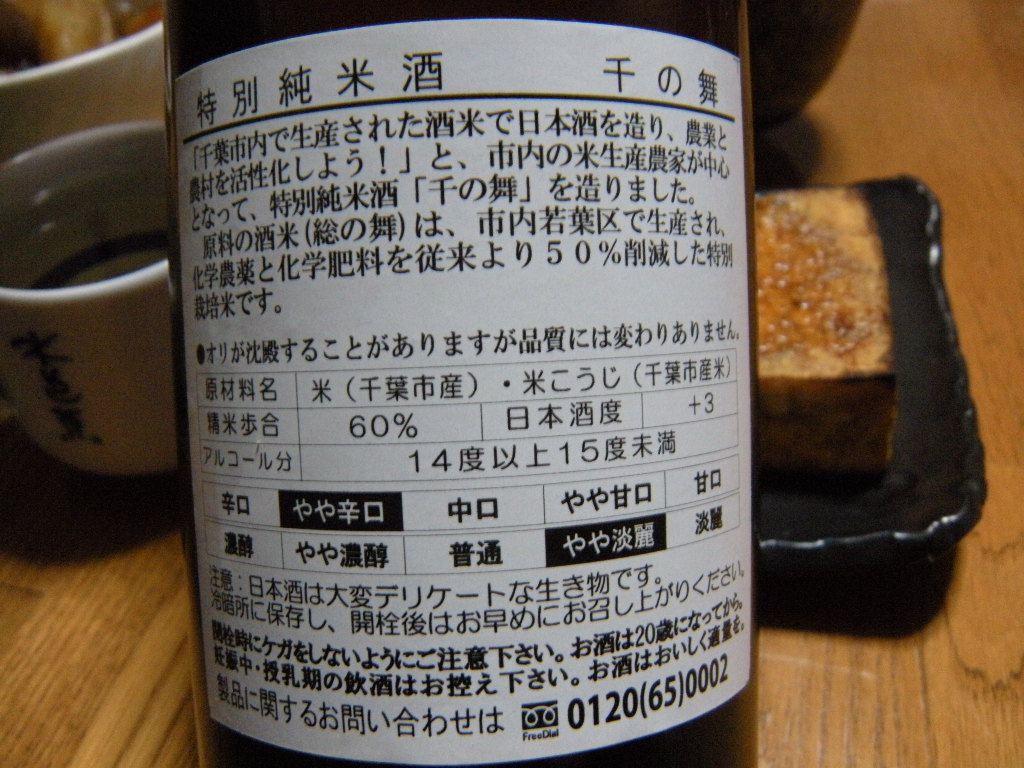 特別純米酒 千の舞
「千葉市内で生産された酒米で日本酒を造り、農業と
農村を活性化しよう！」と、市内の米生産農家が中心
となって、特別純米酒「千の舞」を造りました。
原料の酒米(総の舞)は、市内若葉区で生産され、
化学農薬と化学肥料を従来より５０％削減した特別
栽培米です。
●オリが沈殿することがありますが品質には変わりありません。
原材料名 米（千葉市産）・米こうじ（千葉市産米）
精米歩合 60% 日本酒度 +3
アルコール分 14度以上15度未満
辛口 やや辛口 中口 やや甘口 甘口
濃醇 やや濃醇 普通 やや淡麗 淡麗
注意：日本酒は大変デリケートな生き物です。
冷暗所に保存し、開栓後はお早めにお召し上がりください。
開栓時にケガをしないようにご注意下さい。お酒は20歳になってから。
妊娠中・授乳期の飲酒はお控え下さい。お酒はおいしく適量を。
製品に関するお問い合わせは FreeDial 0120(65)0002